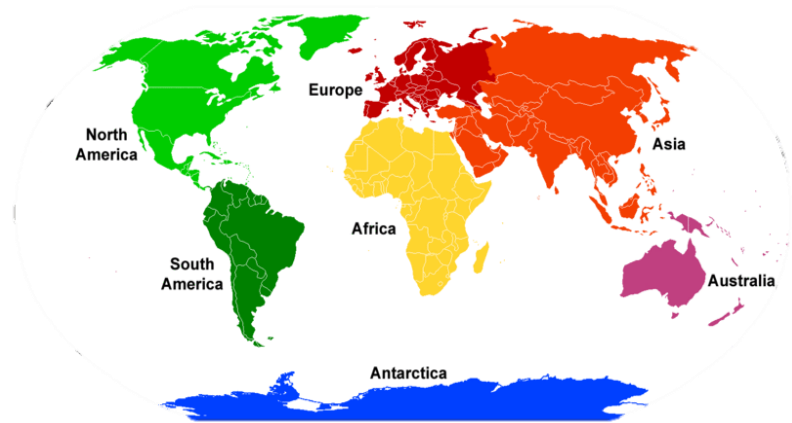 Europe
North
America
Asia
Africa
South
America
Australia
Antarctica